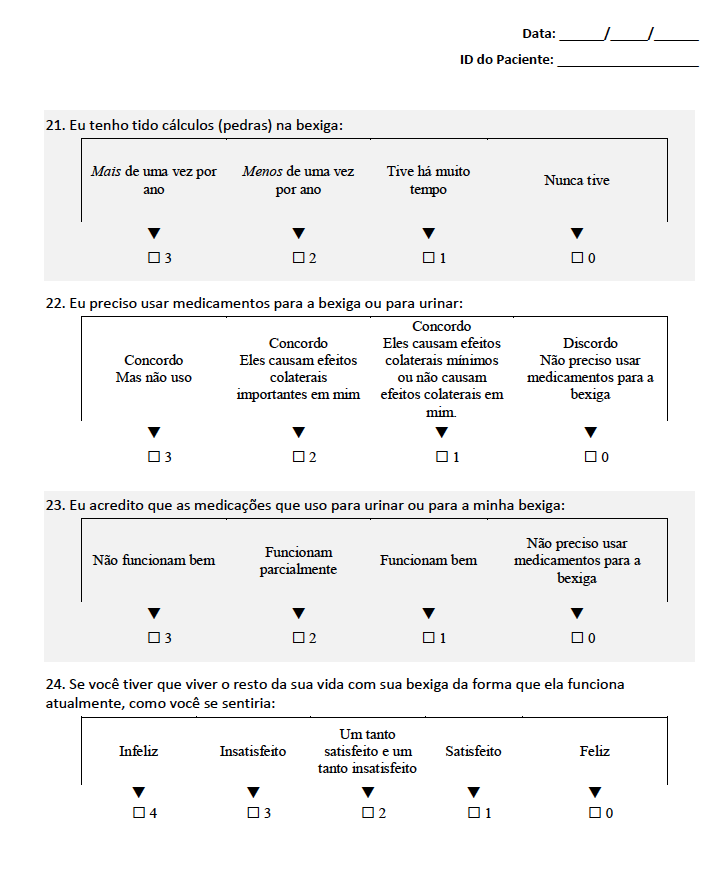 Data: ______/_____/______
ID do Paciente: ___________________
21. Eu tenho tido cálculos (pedras) na bexiga:
Mais de uma vez por ano
Menos de uma vez por ano
Tive há muito tempo
Nunca tive
▼ ▼ ▼ ▼
☐ 3 ☐ 2 ☐ 1 ☐ 0
22. Eu preciso usar medicamentos para a bexiga ou para urinar:
Concordo
Mas não uso
Concordo
Eles causam efeitos
colaterais
importantes em mim
Concordo
Eles causam efeitos
colaterais mínimos
ou não causam
efeitos colaterais em
mim.
Discordo
Não preciso usar
medicamentos para a
bexiga
▼ ▼ ▼ ▼
☐ 3 ☐ 2 ☐ 1 ☐ 0
23. Eu acredito que as medicações que uso para urinar ou para a minha bexiga:
Não funcionam bem
Funcionam
parcialmente
Funcionam bem
Não preciso usar
medicamentos para a
bexiga
▼ ▼ ▼ ▼
☐ 3 ☐ 2 ☐ 1 ☐ 0
24. Se você tiver que viver o resto da sua vida com sua bexiga da forma que ela funciona
atualmente, como você se sentiria:
Infeliz
Insatisfeito
Um tanto
satisfeito e um
tanto insatisfeito
Satisfeito
Feliz
▼ ▼ ▼ ▼ ▼
☐ 4 ☐ 3 ☐ 2 ☐ 1 ☐ 0